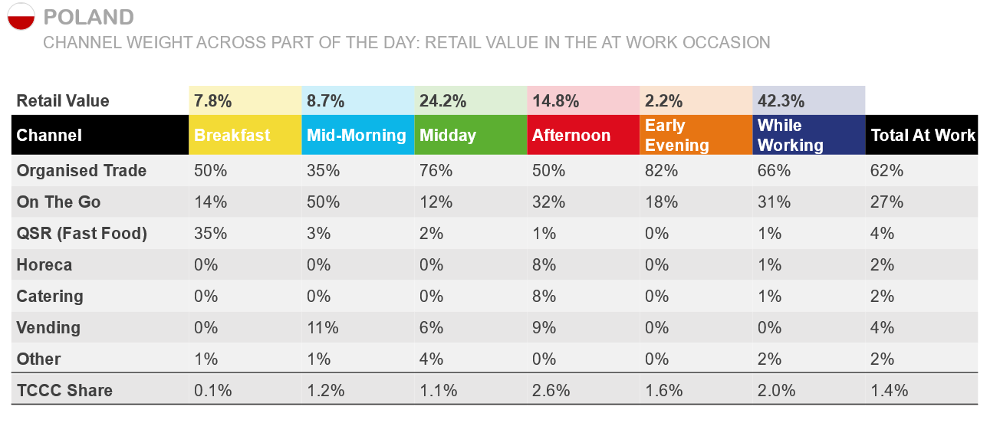 POLAND
CHANNEL WEIGHT ACROSS PART OF THE DAY: RETAIL VALUE IN THE AT WORK OCCASION
Retail Value 7.8% 8.7% 24.2% 14.8% 2.2% 42.3%
Channel Breakfast Mid-Morning Midday Afternoon Early Evening While Working Total At Work
Organised Trade 50% 35% 76% 50% 82% 66% 62%
On The Go 14% 50% 12% 32% 18% 31% 27%
QSR (Fast Food) 35% 3% 2% 1% 0% 1% 4%
Horeca 0% 0% 0% 8% 0% 1% 2%
Catering 0% 0% 0% 8% 0% 1% 2%
Vending 0% 11% 6% 9% 0% 0% 4%
Other 1% 1% 4% 0% 0% 2% 2%
TCCC Share 0.1% 1.2% 1.1% 2.6% 1.6% 2.0% 1.4%